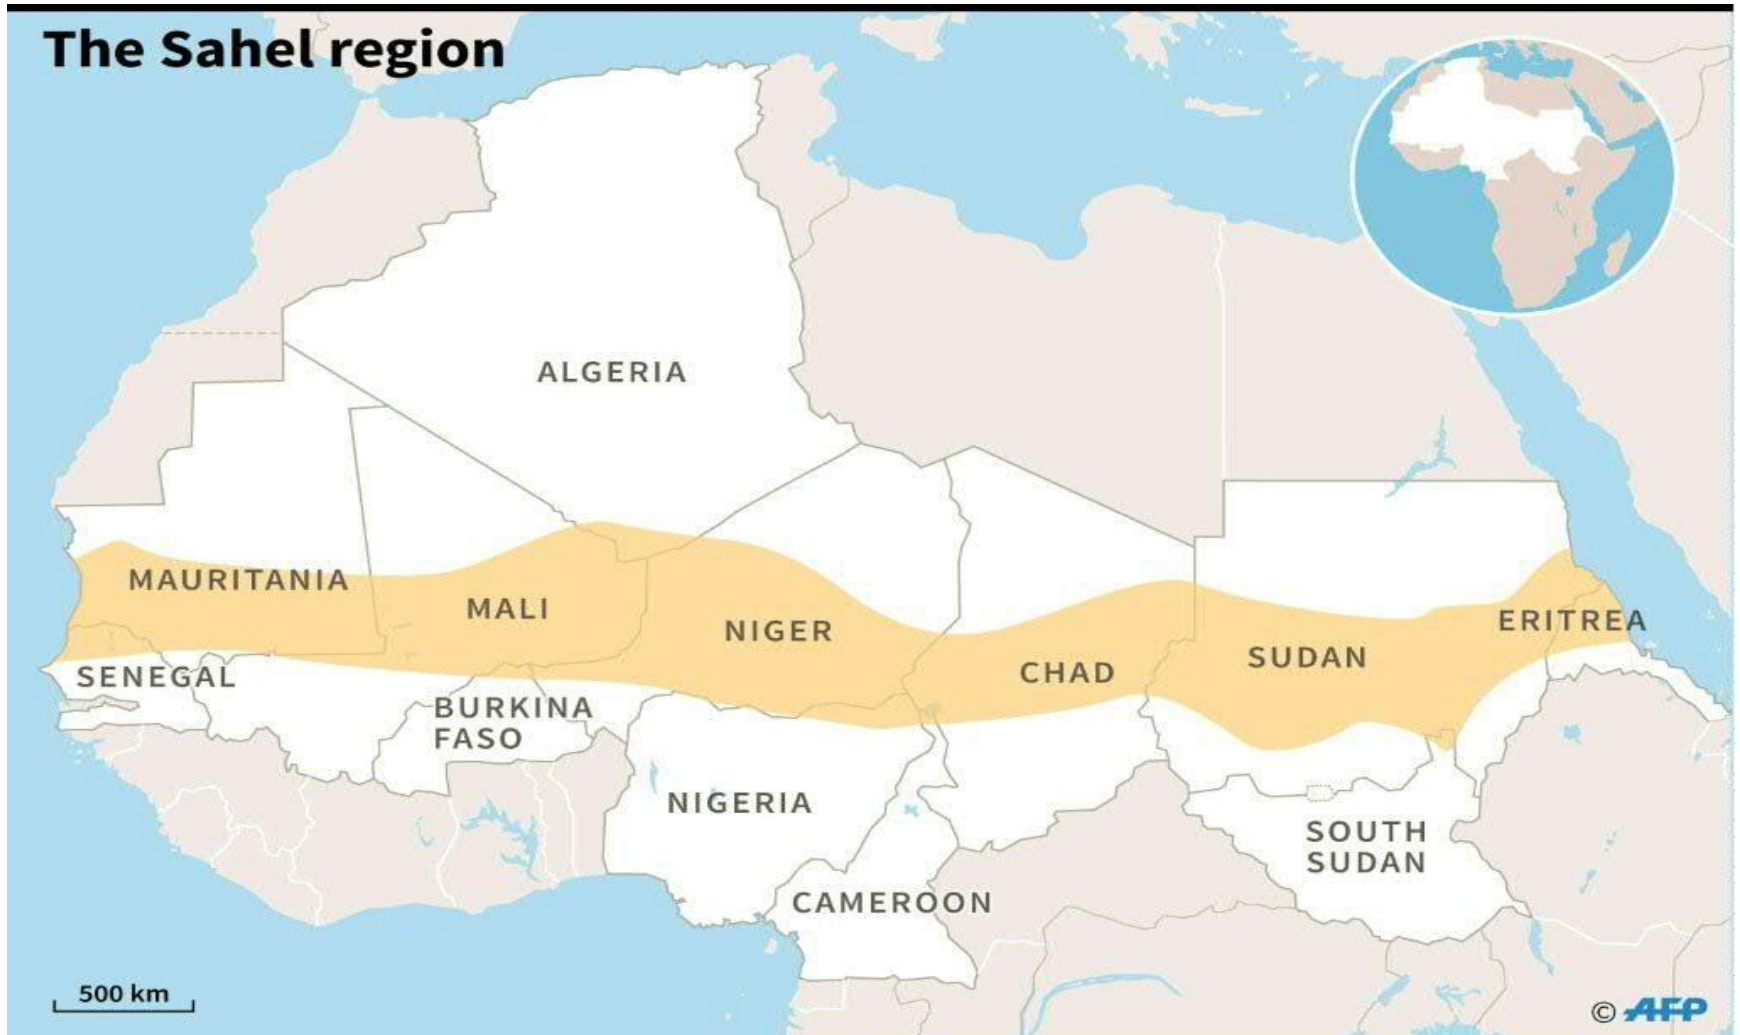 The Sahel region
ALGERIA
MAURITANIA
MALI
NIGER
CHAD
SUDAN
ERITREA
SENEGAL
BURKINA
FASO
NIGERIA
CAMEROON
SOUTH
SUDAN
500 km
© AFP